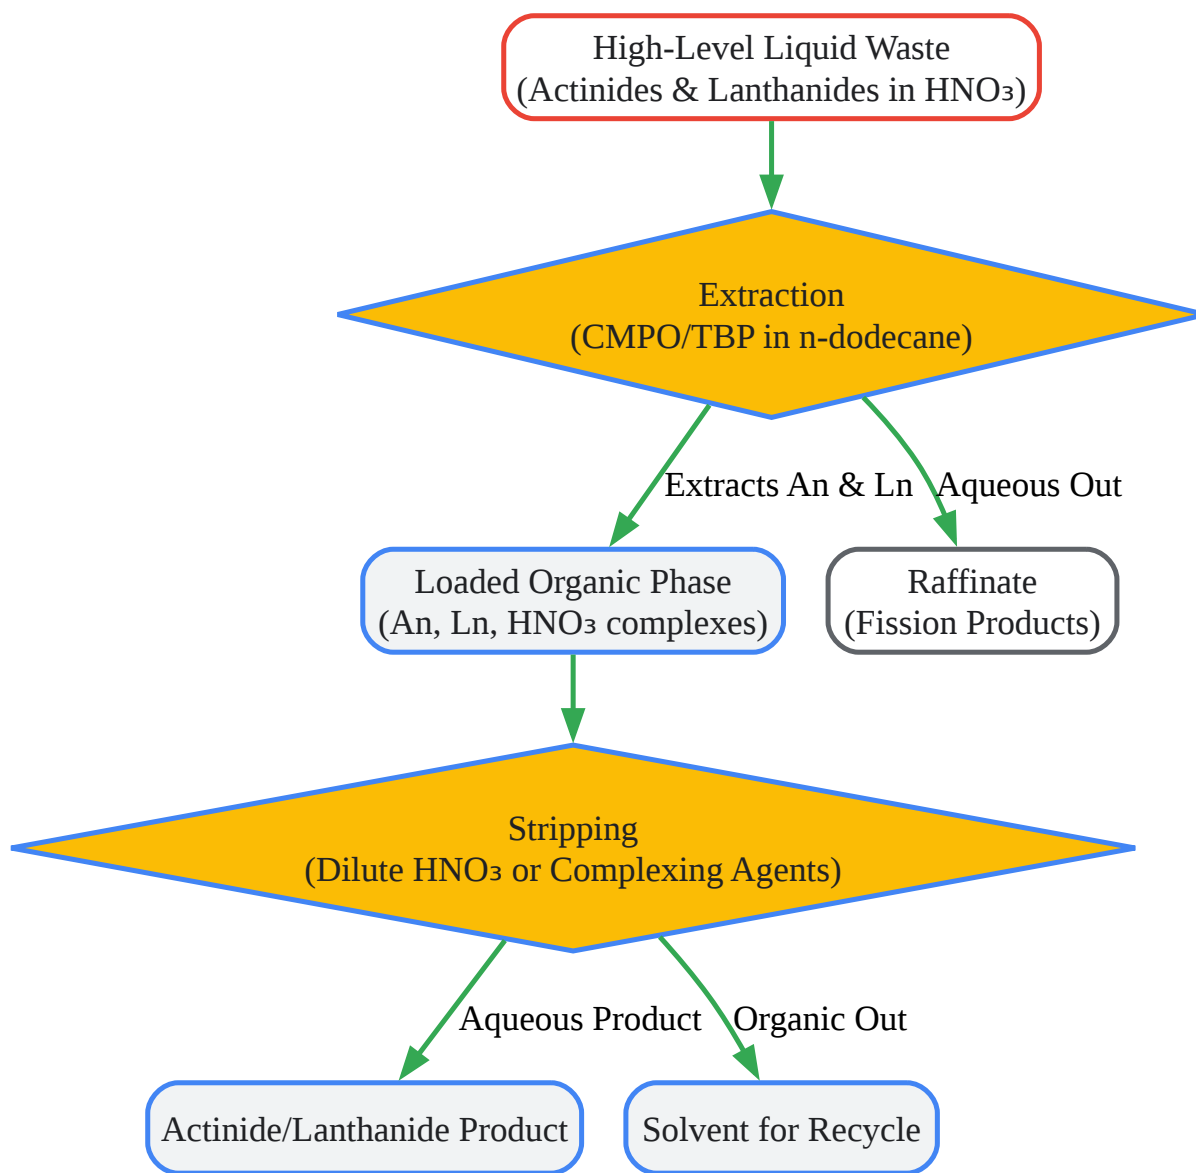 High-Level Liquid Waste
(Actinides & Lanthanides in HNO₃)
Extraction
(CMPO/TBP in n-dodecane)
Extracts An & Ln
Aqueous Out
Loaded Organic Phase
(An, Ln, HNO₃ complexes)
Raffinate
(Fission Products)
Stripping
(Dilute HNO₃ or Complexing Agents)
Aqueous Product
Organic Out
Actinide/Lanthanide Product
Solvent for Recycle